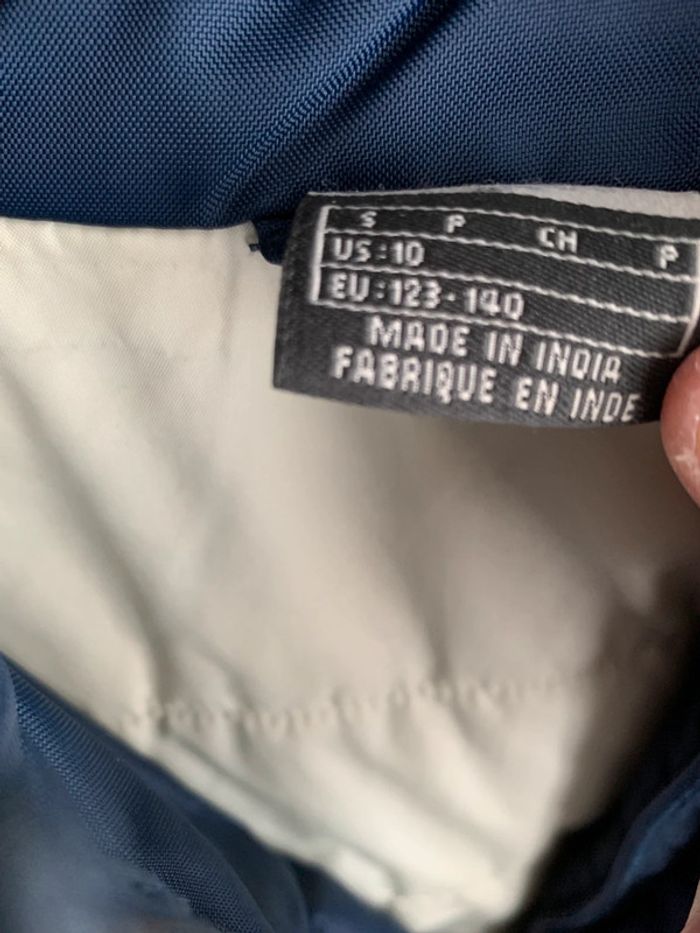 S P CH P
US:10
EU:123-140
MADE IN INDIA
FABRIQUE EN INDE